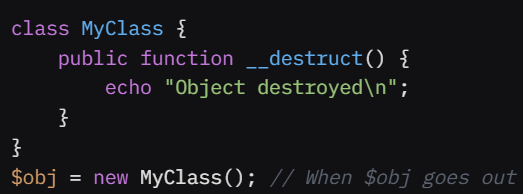 class MyClass {
    public function __destruct() {
        echo "Object destroyed\n";
    }
}
$obj = new MyClass(); // When $obj goes out